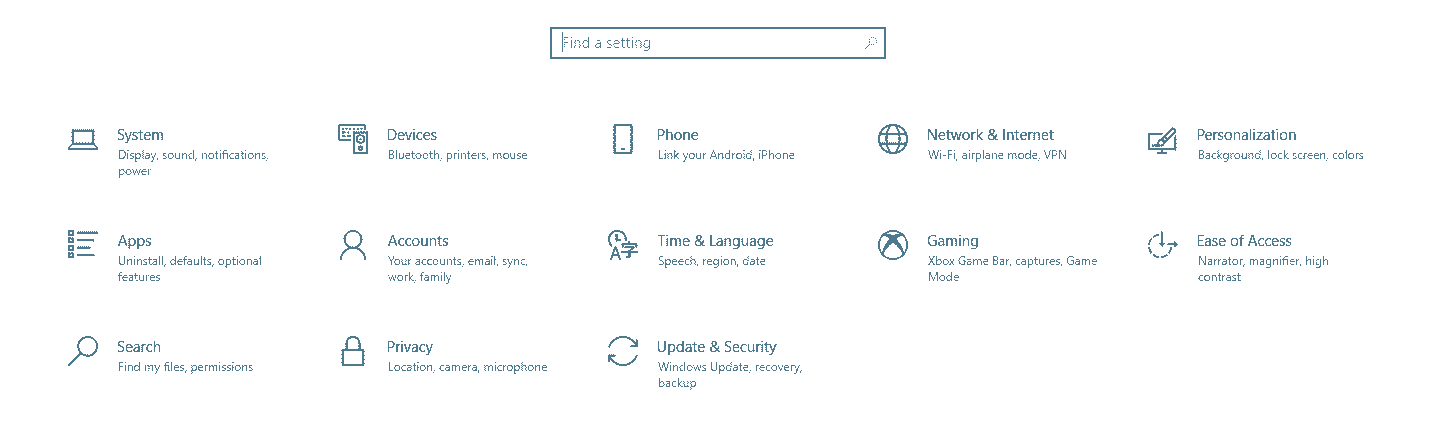 Find a setting
System
Display, sound, notifications,
power
Devices
Bluetooth, printers, mouse
Phone
Link your Android, iPhone
Network & Internet
Wi-Fi, airplane mode, VPN
Personalization
Background, lock screen, colors
Apps
Uninstall, defaults, optional
features
Accounts
Your accounts, email, sync,
work, family
Time & Language
Speech, region, date
Gaming
Xbox Game Bar, captures, Game
Mode
Ease of Access
Narrator, magnifier, high
contrast
Search
Find my files, permissions
Privacy
Location, camera, microphone
Update & Security
Windows Update, recovery,
backup